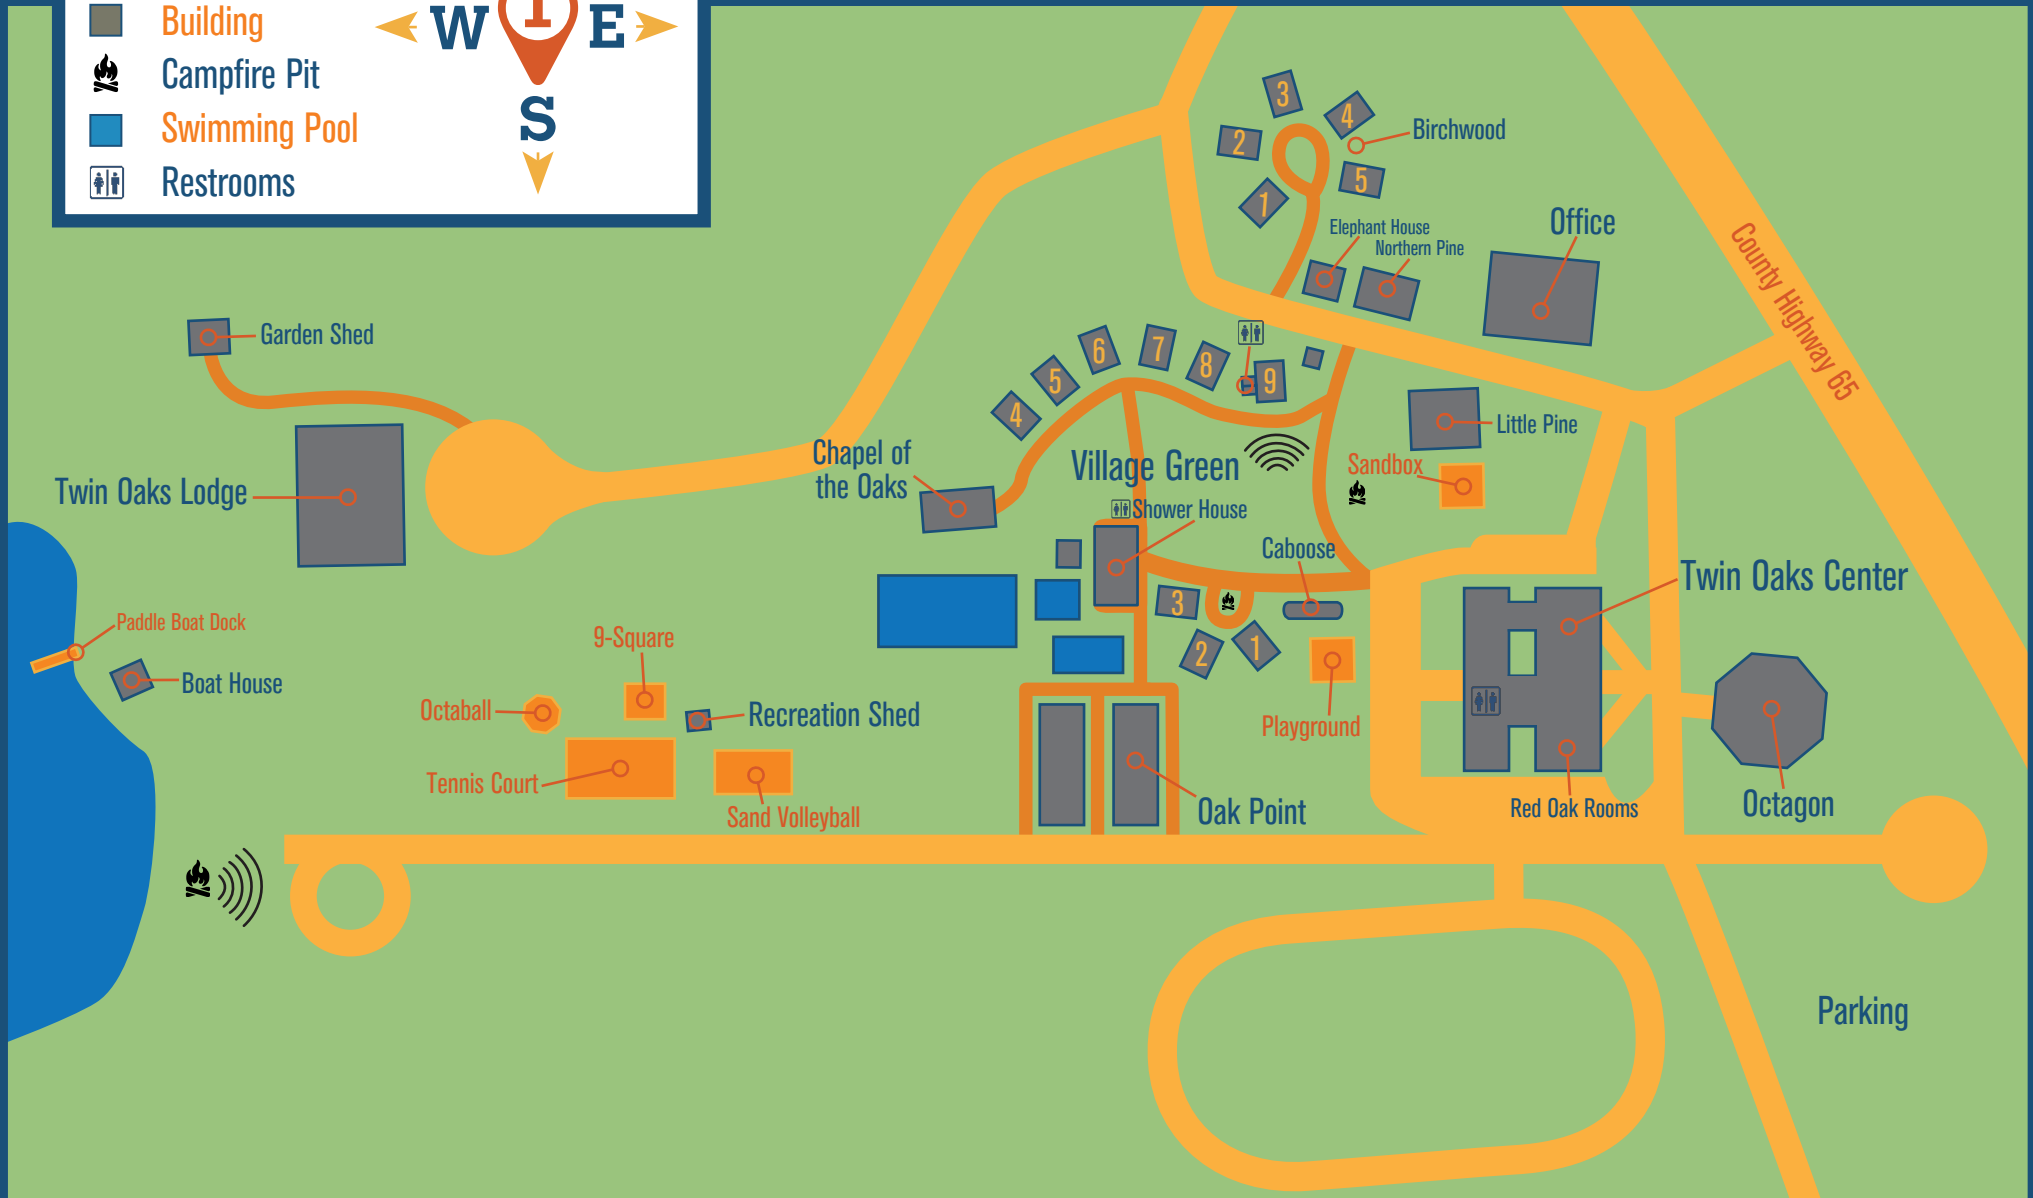 Building
Campfire Pit
Swimming Pool
Restrooms
W
E
S
3
4
2
Birchwood
5
1
Elephant House
Northern Pine
Office
County Highway 65
Garden Shed
6
7
8
9
5
4
Little Pine
Chapel of
the Oaks
Village Green
Sandbox
Twin Oaks Lodge
Shower House
Caboose
Twin Oaks Center
3
2
1
Paddle Boat Dock
Boat House
9-Square
Octaball
Recreation Shed
Playground
Tennis Court
Sand Volleyball
Oak Point
Red Oak Rooms
Octagon
Parking